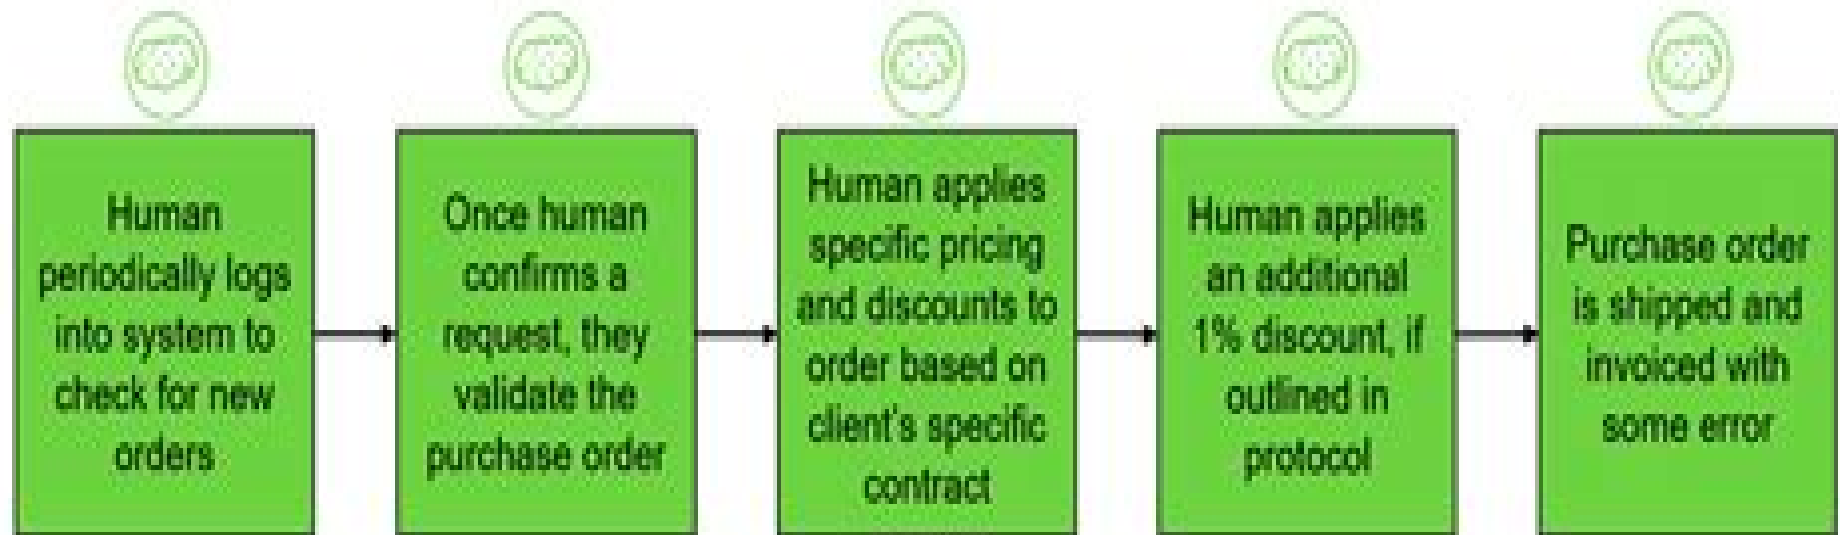 Human
periodically logs
into system to
check for new
orders
Once human
confirms a
request, they
validate the
purchase order
Human applies
specific pricing
and discounts to
order based on
client's specific
contract
Human applies
an additional
1% discount, if
outlined in
protocol
Purchase order
is shipped and
invoiced with
some error